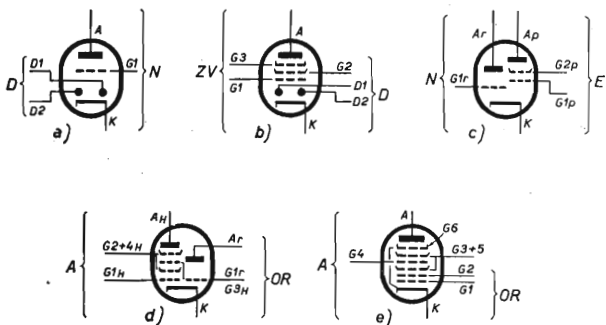 A
D1
D
G1
N
D2
K
a)
A
G3
ZV
G2
G1
D1
D
D2
K
b)
Ar
Ap
G2p
N
G1r
E
G1p
K
c)
AH
G2+4H
Ar
A
G1H
G1r
OR
G3H
K
d)
A
G6
G3+5
A
G4
G2
G1
OR
K
e)